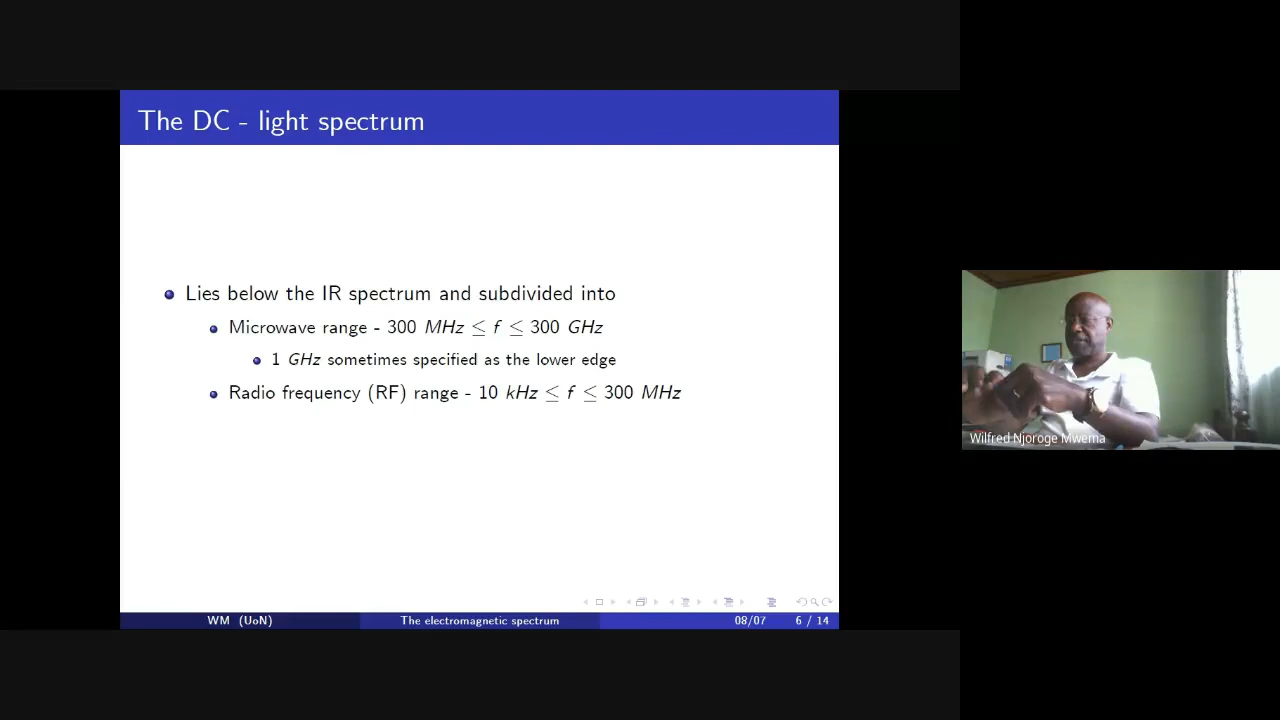 The DC - light spectrum
Lies below the IR spectrum and subdivided into
Microwave range - 300 MHz ≤ f ≤ 300 GHz
1 GHz sometimes specified as the lower edge
Radio frequency (RF) range - 10 kHz ≤ f ≤ 300 MHz
WM (UoN) The electromagnetic spectrum 08/07 6 / 14
Wilfred Njoroge Mwema